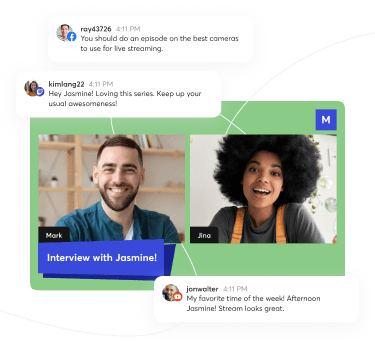 ray43726 4:11 PM
You should do an episode on the best cameras
to use for live streaming.
kimlang22 4:11 PM
Hey Jasmine! Loving this series. Keep up your
usual awesomeness!
M
Mark
Jina
Interview with Jasmine!
jonwalter 4:11 PM
My favorite time of the week! Afternoon
Jasmine! Stream looks great.